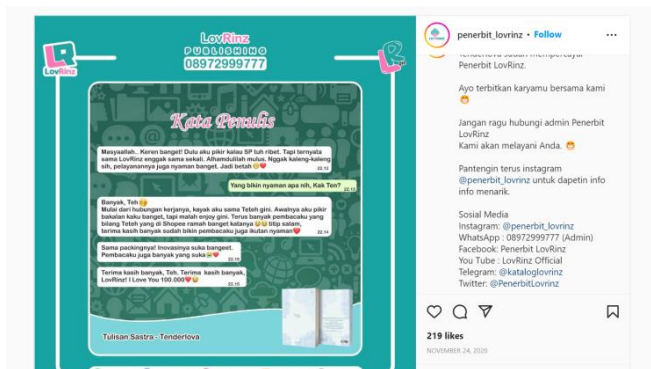 LovRinz
PUBLISHING
08972999777
LovRinz
Kata Penulis
Masyaallah.. Keren banget! Dulu aku pikir kalau SP tuh ribet. Tapi ternyata
sama LovRinz enggak sama sekali. Alhamdulilah mulus. Nggak kaleng-kaleng
sih, pelayanannya juga nyaman banget. Jadi betah
Yang bikin nyaman apa nih, Kak Ten?
Banyak, Teh
Mulai dari hubungan kerjanya, kayak aku sama Tetah gini. Awalnya aku pikir
bakalan kaku banget, tapi malah enjoy gini. Terus banyak pembacaku yang
bilang Teteh yang di Shopee ramah banget katanya titip salam,
terima kasih banyak sudah bikin pembacaku juga ikutan nyaman
22.14
Sama packingnya! Inovasinya suka bangeet.
Pembacaku juga banyak yang suka
Terima kasih banyak, Teh. Terima kasih banyak,
LovRinz! I Love You 100.000
22.15
Tulisan Sastra - Tenderlova
penerbit_lovrinz • Follow
Penerbit LovRinz.
Ayo terbitkan karyamu bersama kami
😁
Jangan ragu hubungi admin Penerbit
LovRinz
Kami akan melayani Anda. 😁
Pantengin terus instagram
@penerbit_lovrinz untuk dapetin info
info menarik.
Sosial Media
Instagram: @penerbit_lovrinz
WhatsApp : 08972999777 (Admin)
Facebook: Penerbit LovRinz
You Tube : LovRinz Official
Telegram: @kataloglovrinz
Twitter: @PenerbitLovrinz
219 likes
NOVEMBER 24, 2020